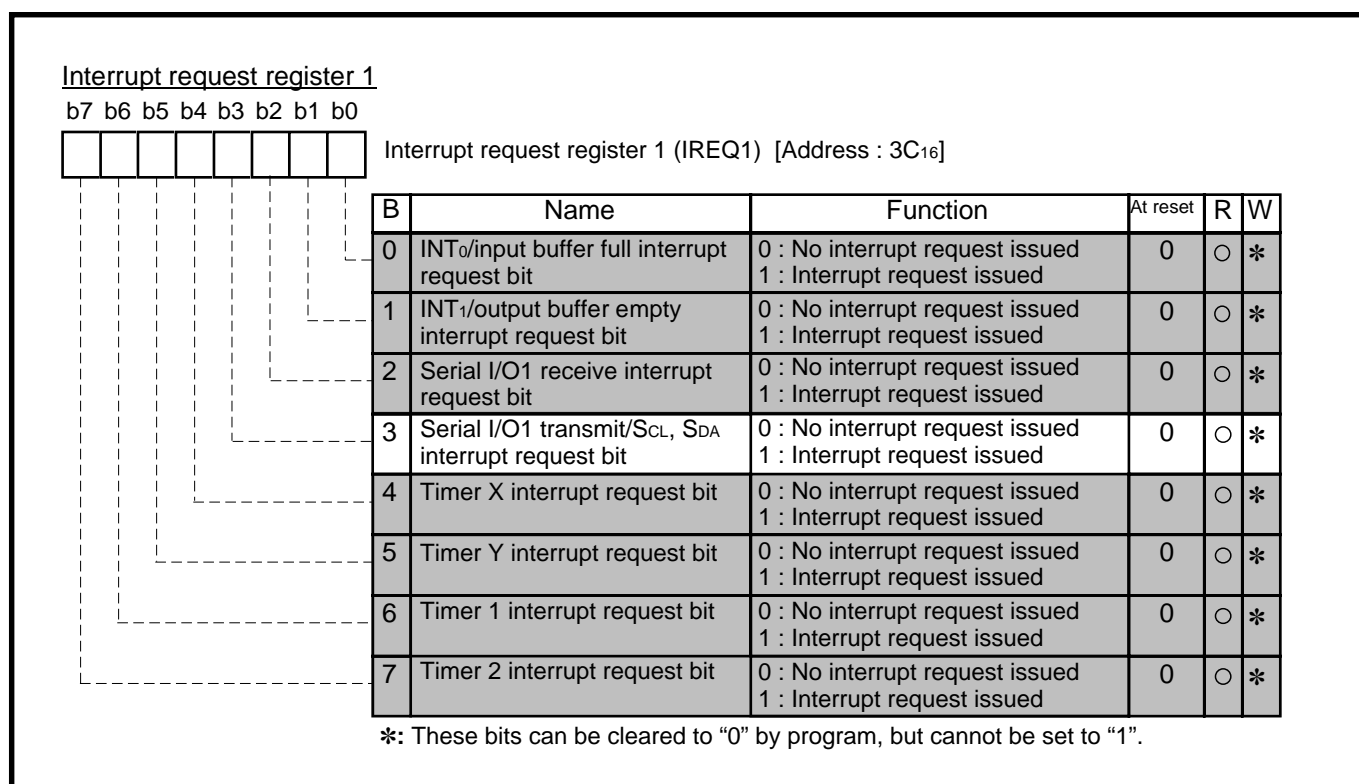 Interrupt request register 1
b7 b6 b5 b4 b3 b2 b1 b0
Interrupt request register 1 (IREQ1) [Address : 3C16]
B Name Function At reset R W
0 INT0/input buffer full interrupt 0 : No interrupt request issued 0 ○ ✻
request bit 1 : Interrupt request issued
1 INT1/output buffer empty 0 : No interrupt request issued 0 ○ ✻
interrupt request bit 1 : Interrupt request issued
2 Serial I/O1 receive interrupt 0 : No interrupt request issued 0 ○ ✻
request bit 1 : Interrupt request issued
3 Serial I/O1 transmit/SCL, SDA 0 : No interrupt request issued 0 ○ ✻
interrupt request bit 1 : Interrupt request issued
4 Timer X interrupt request bit 0 : No interrupt request issued 0 ○ ✻
1 : Interrupt request issued
5 Timer Y interrupt request bit 0 : No interrupt request issued 0 ○ ✻
1 : Interrupt request issued
6 Timer 1 interrupt request bit 0 : No interrupt request issued 0 ○ ✻
1 : Interrupt request issued
7 Timer 2 interrupt request bit 0 : No interrupt request issued 0 ○ ✻
1 : Interrupt request issued
✻: These bits can be cleared to “0” by program, but cannot be set to “1”.